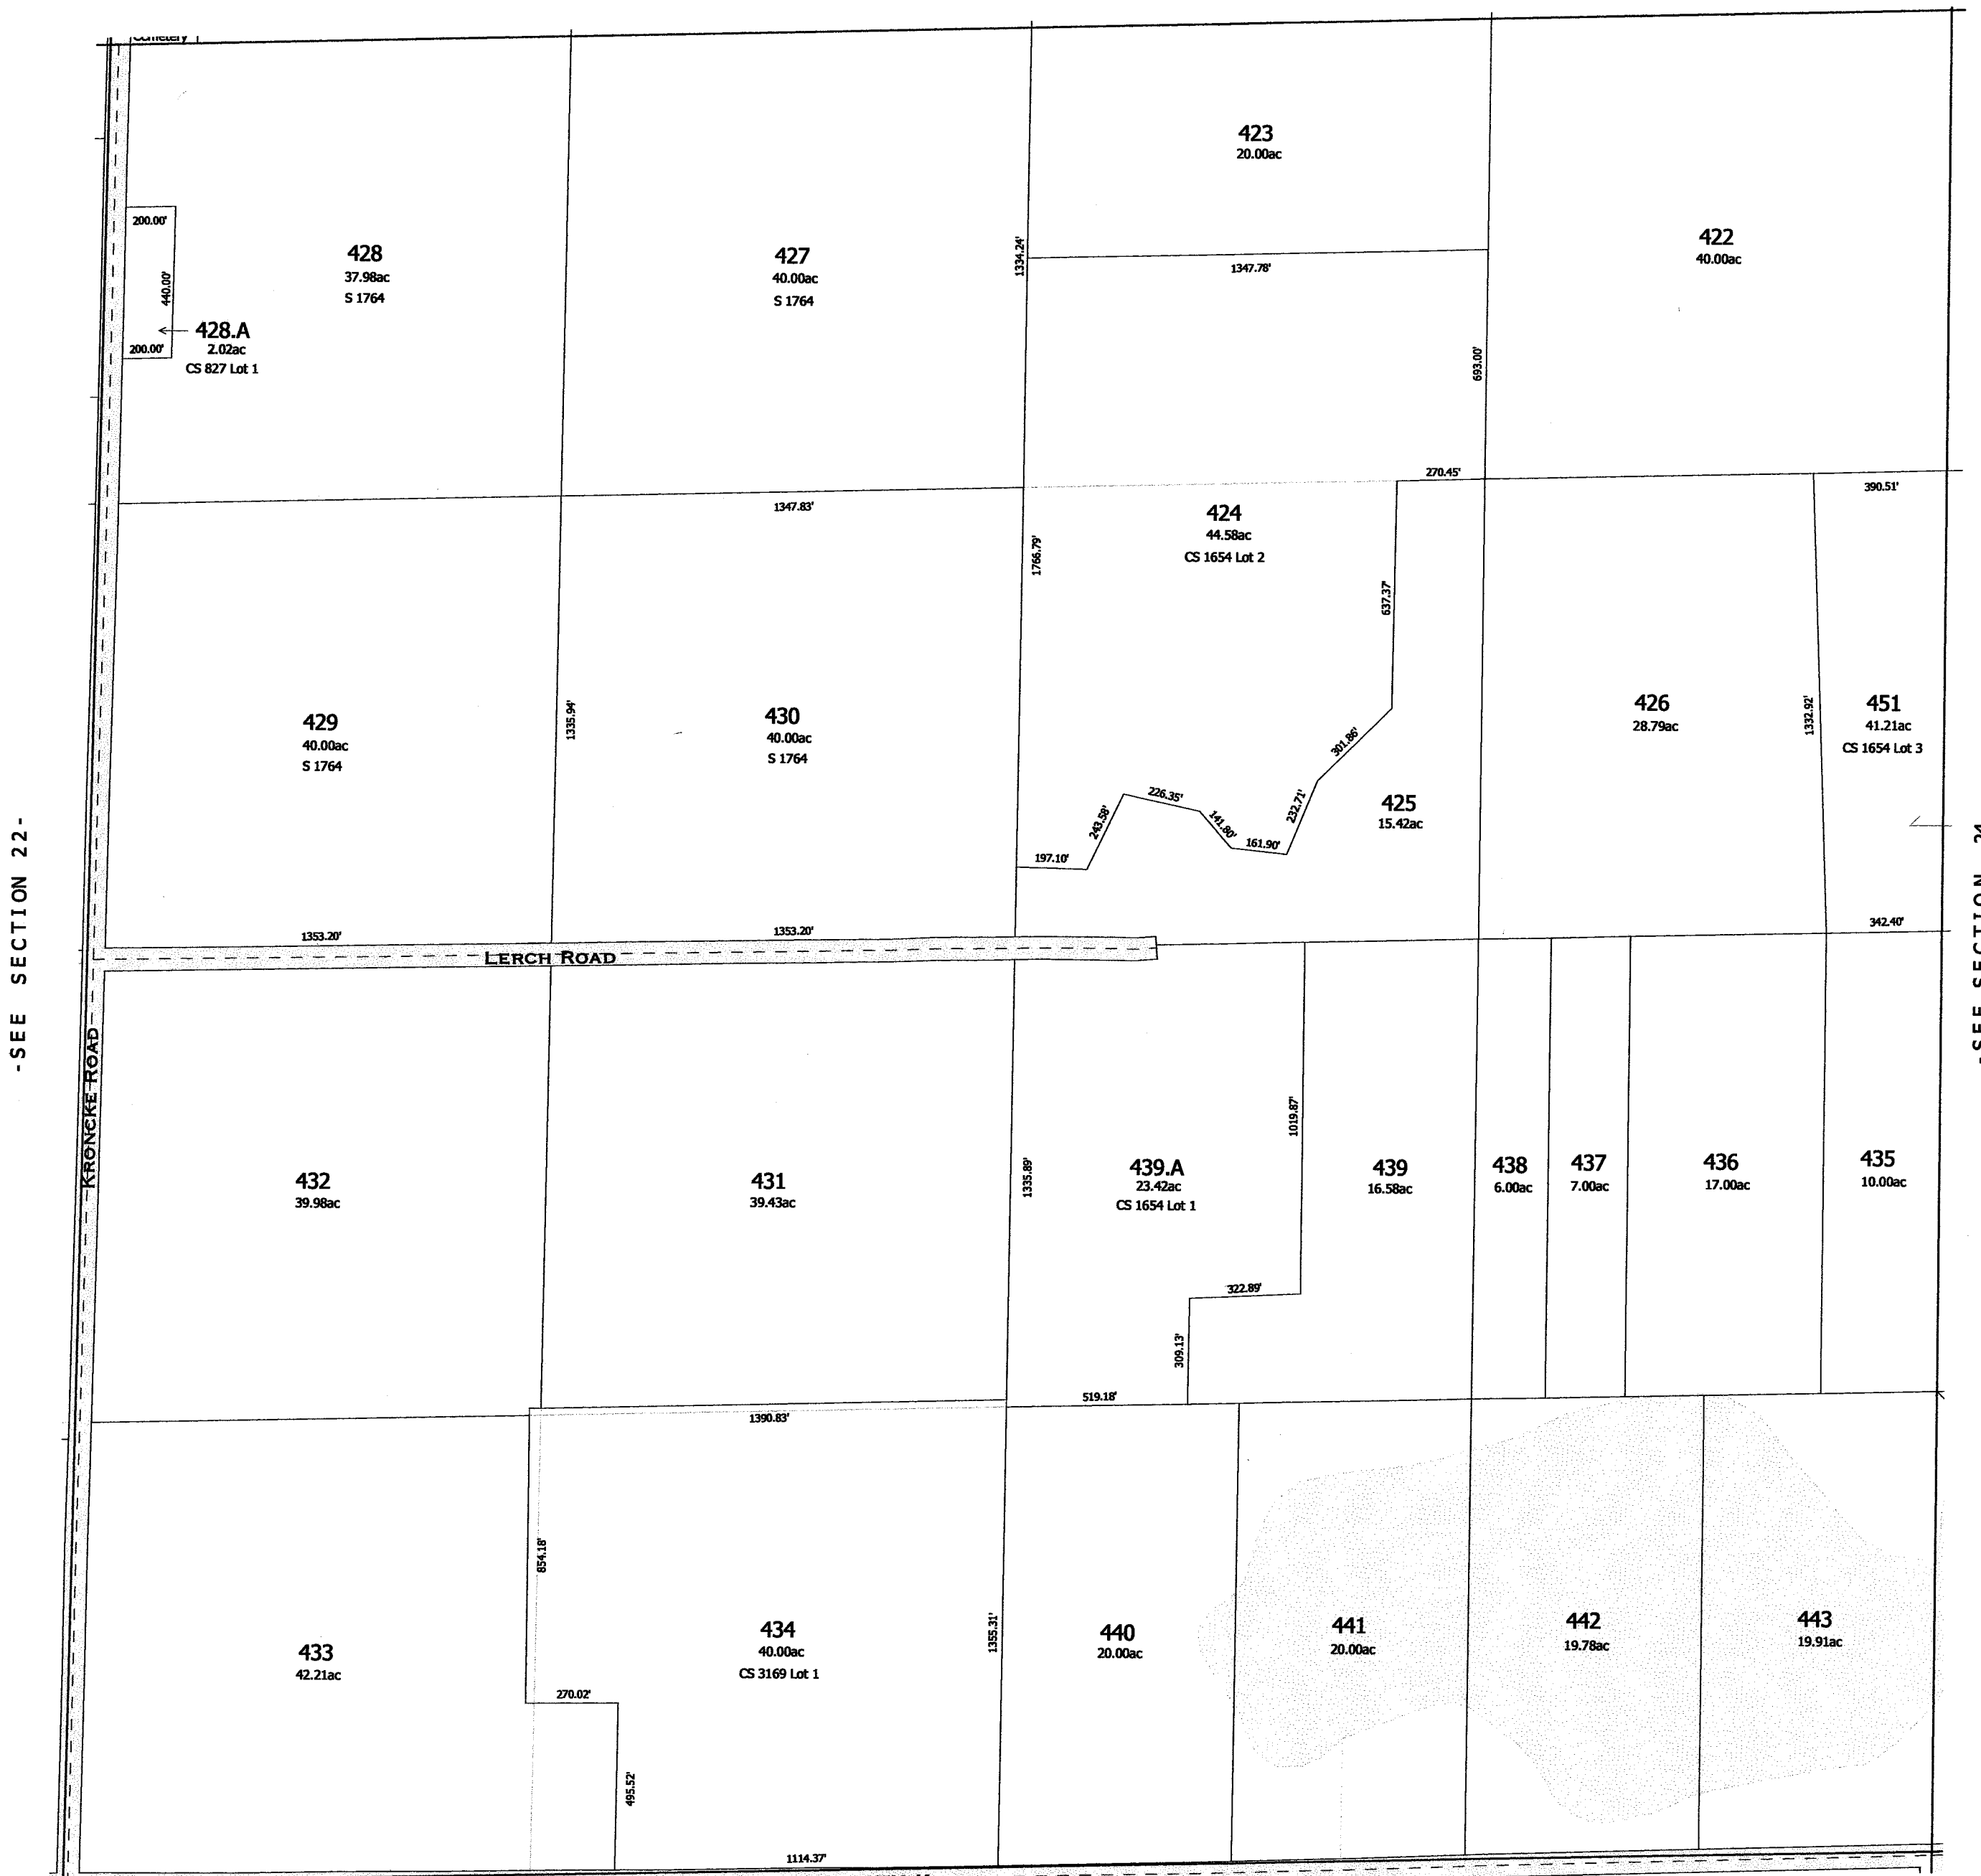 Cemetery
423
20.00ac
422
40.00ac
200.00'
440.00'
200.00'
428
37.98ac
S 1764
428.A
2.02ac
CS 827 Lot 1
427
40.00ac
S 1764
1334.24'
1347.78'
693.00'
270.45'
390.51'
1347.83'
424
44.58ac
CS 1654 Lot 2
1766.79'
637.37'
429
40.00ac
S 1764
1335.94'
430
40.00ac
S 1764
301.86'
232.71'
161.90'
141.80'
226.35'
243.58'
197.10'
425
15.42ac
426
28.79ac
1332.92'
451
41.21ac
CS 1654 Lot 3
-SEE SECTION 22-
-SEE SECTION 24
1353.20'
1353.20'
342.40'
LERCH ROAD
KRONCKE ROAD
432
39.98ac
431
39.43ac
1335.89'
439.A
23.42ac
CS 1654 Lot 1
1019.87'
439
16.58ac
438
6.00ac
437
7.00ac
436
17.00ac
435
10.00ac
322.89'
309.13'
519.18'
1390.83'
854.18'
433
42.21ac
434
40.00ac
CS 3169 Lot 1
1355.31'
440
20.00ac
441
20.00ac
442
19.78ac
443
19.91ac
270.02'
495.52'
1114.37'